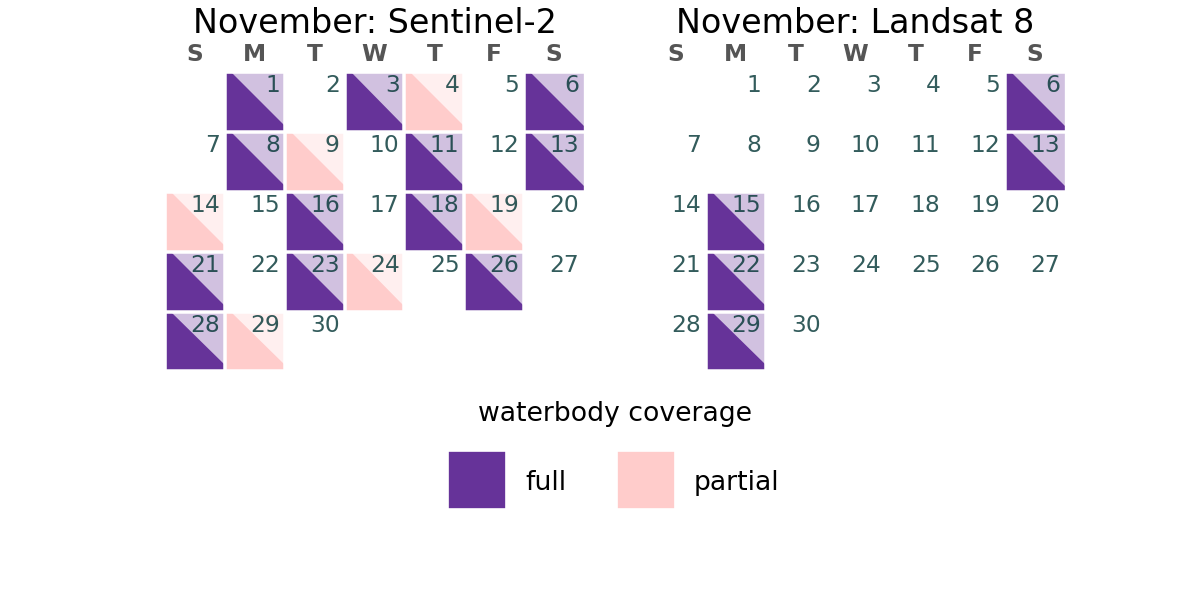 November: Sentinel-2
S M T W T F S
1 2 3 4 5 6
7 8 9 10 11 12 13
14 15 16 17 18 19 20
21 22 23 24 25 26 27
28 29 30
November: Landsat 8
S M T W T F S
1 2 3 4 5 6
7 8 9 10 11 12 13
14 15 16 17 18 19 20
21 22 23 24 25 26 27
28 29 30
waterbody coverage
full
partial